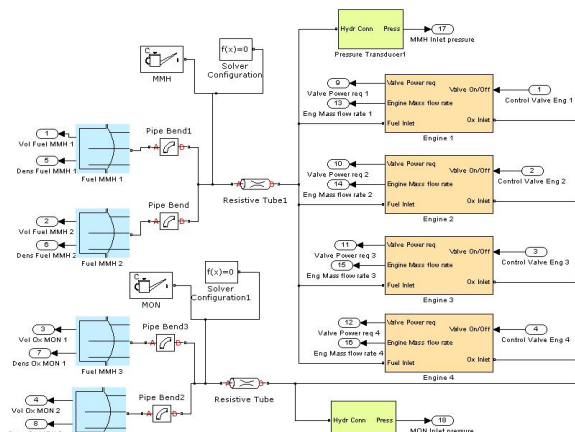 Hydr Conn Press
17
MMH Inlet pressure
Pressure Transducer1
C
MMH
f(x)=0
Solver
Configuration
9
Valve Power req 1
13
Eng Mass flow rate 1
Valve Power req
Engine Mass flow rate
Fuel Inlet
Valve On/Off
Ox Inlet
Engine 1
1
Control Valve Eng 1
1
Vol Fuel MMH 1
5
Dens Fuel MMH 1
Fuel MMH 1
Pipe Bend1
A B
10
Valve Power req 2
14
Eng Mass flow rate 2
Valve Power req
Engine Mass flow rate
Fuel Inlet
Valve On/Off
Ox Inlet
Engine 2
2
Control Valve Eng 2
A B
Resistive Tube1
2
Vol Fuel MMH 2
6
Dens Fuel MMH 2
Fuel MMH 2
Pipe Bend
A B
C
MON
f(x)=0
Solver
Configuration1
11
Valve Power req 3
15
Eng Mass flow rate 3
Valve Power req
Engine Mass flow rate
Fuel Inlet
Valve On/Off
Ox Inlet
Engine 3
3
Control Valve Eng 3
3
Vol Ox MON 1
7
Dens Ox MON 1
Fuel MMH 3
Pipe Bend3
A B
12
Valve Power req 4
16
Eng Mass flow rate 4
Valve Power req
Engine Mass flow rate
Fuel Inlet
Valve On/Off
Ox Inlet
Engine 4
4
Control Valve Eng 4
A B
Resistive Tube
4
Vol Ox MON 2
8
Pipe Bend2
A B
Hydr Conn Press
18
MON Inlet pressure